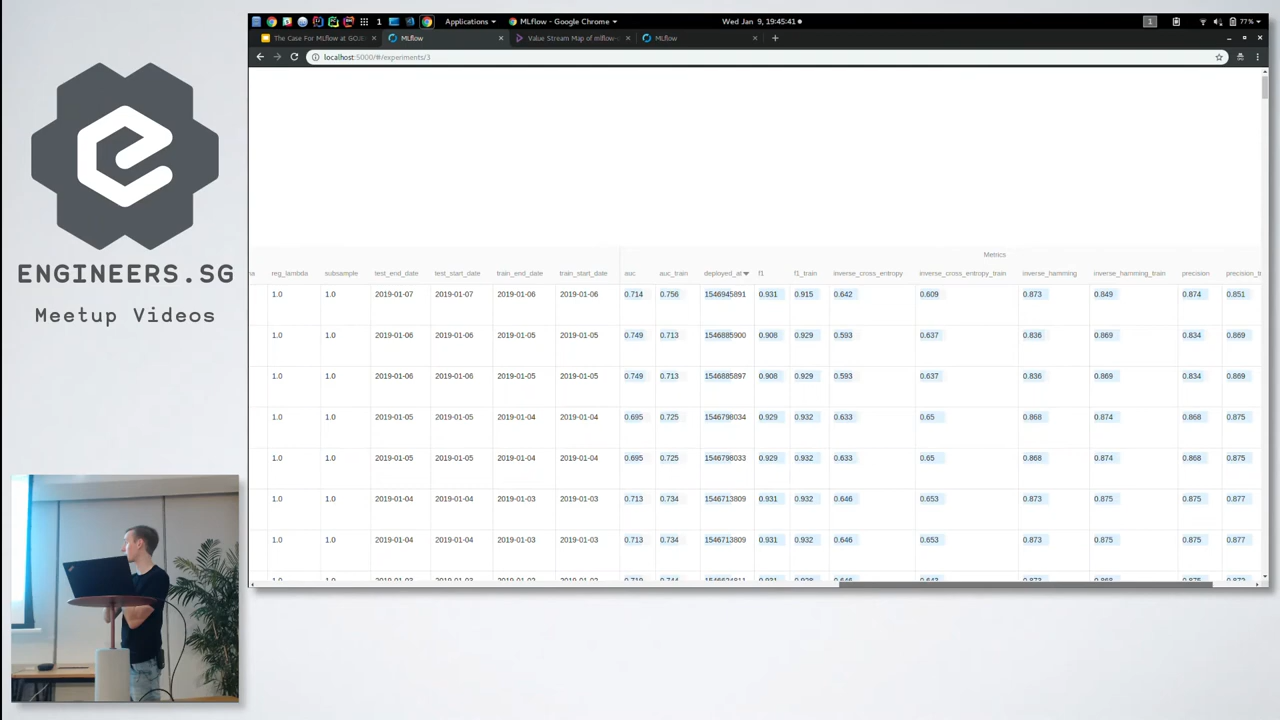 Applications
MLflow - Google Chrome
Wed Jan 9, 19:45:41
1
77%
The Case For MLflow at GOJE
MLflow
Value Stream Map of mlflow
MLflow
localhost:5000/#/experiments/3
Metrics
reg_lambda subsample test_end_date test_start_date train_end_date train_start_date auc auc_train deployed_at f1 f1_train inverse_cross_entropy inverse_cross_entropy_train inverse_hamming inverse_hamming_train precision precision_t
1.0 1.0 2019-01-07 2019-01-07 2019-01-06 2019-01-06 0.714 0.756 1546945891 0.931 0.915 0.642 0.609 0.873 0.849 0.874 0.851
1.0 1.0 2019-01-06 2019-01-06 2019-01-05 2019-01-05 0.749 0.713 1546885900 0.908 0.929 0.593 0.637 0.836 0.869 0.834 0.869
1.0 1.0 2019-01-06 2019-01-06 2019-01-05 2019-01-05 0.749 0.713 1546885897 0.908 0.929 0.593 0.637 0.836 0.869 0.834 0.869
1.0 1.0 2019-01-05 2019-01-05 2019-01-04 2019-01-04 0.695 0.725 1546798034 0.929 0.932 0.633 0.65 0.868 0.874 0.868 0.875
1.0 1.0 2019-01-05 2019-01-05 2019-01-04 2019-01-04 0.695 0.725 1546798033 0.929 0.932 0.633 0.65 0.868 0.874 0.868 0.875
1.0 1.0 2019-01-04 2019-01-04 2019-01-03 2019-01-03 0.713 0.734 1546713809 0.931 0.932 0.646 0.653 0.873 0.875 0.875 0.877
1.0 1.0 2019-01-04 2019-01-04 2019-01-03 2019-01-03 0.713 0.734 1546713809 0.931 0.932 0.646 0.653 0.873 0.875 0.875 0.877
ENGINEERS.SG
Meetup Videos